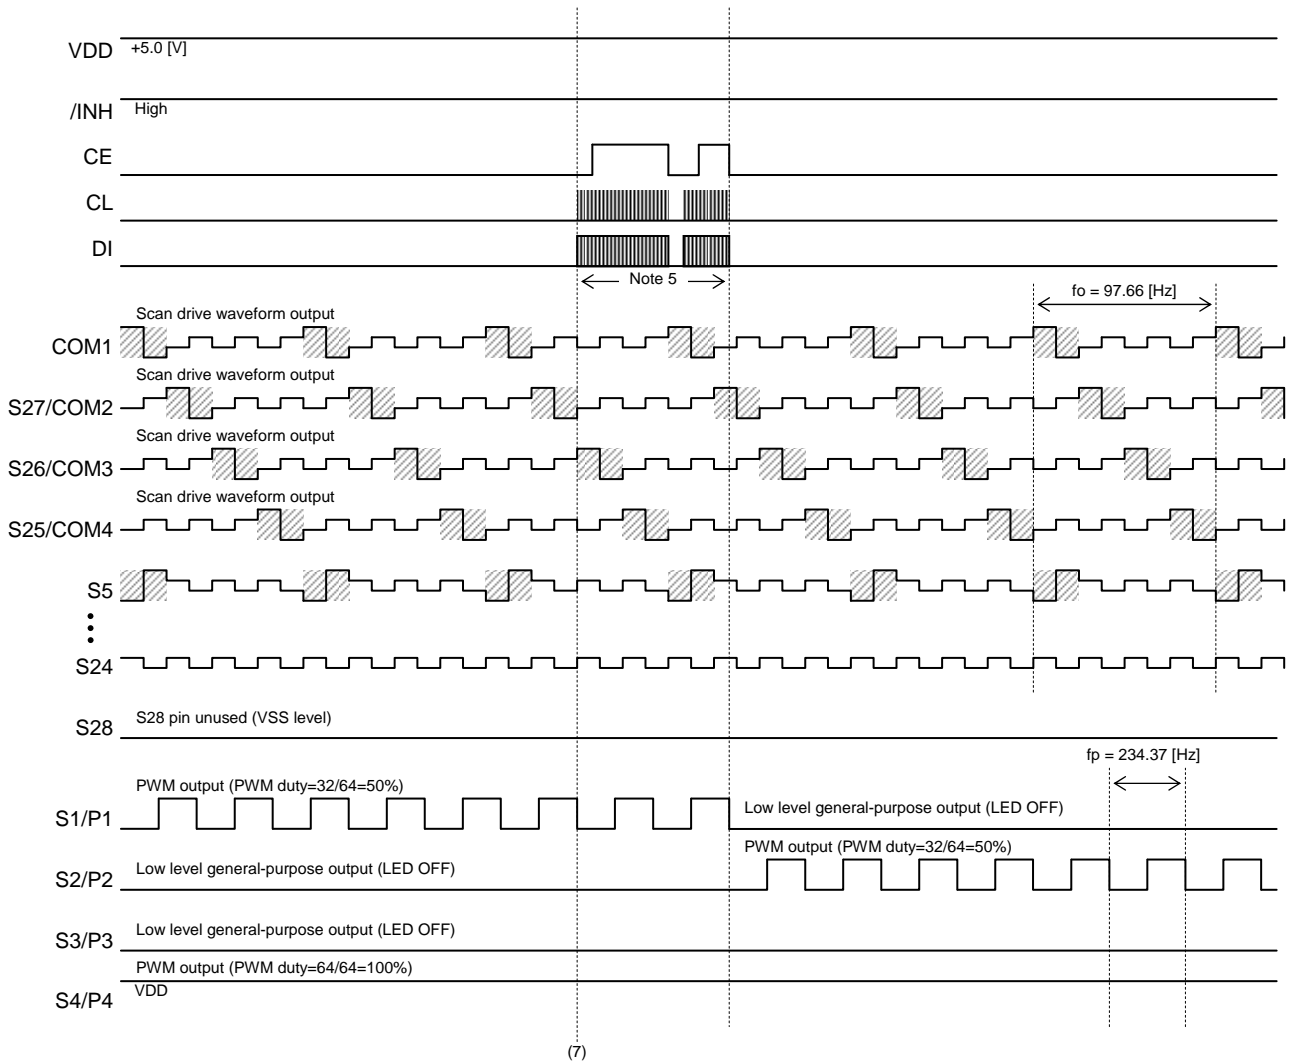 VDD +5.0 [V]
/INH High
CE
CL
DI
Note 5
fo = 97.66 [Hz]
Scan drive waveform output
COM1
Scan drive waveform output
S27/COM2
Scan drive waveform output
S26/COM3
Scan drive waveform output
S25/COM4
S5
S24
S28 pin unused (VSS level)
S28
fp = 234.37 [Hz]
PWM output (PWM duty=32/64=50%)
S1/P1
Low level general-purpose output (LED OFF)
PWM output (PWM duty=32/64=50%)
Low level general-purpose output (LED OFF)
S2/P2
Low level general-purpose output (LED OFF)
S3/P3
PWM output (PWM duty=64/64=100%)
S4/P4 VDD
(7)